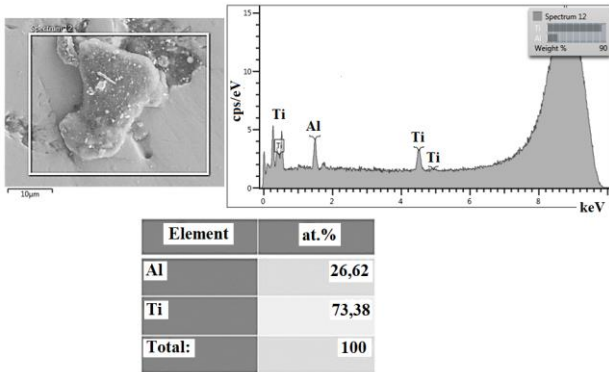 Spectrum 12
10µm
cps/eV
15
10
5
0
Ti
Ti
Al
Ti
Ti
0
2
4
6
8
keV
Spectrum 12
Ti
Al
Weight %
90
Element at.%
Al 26,62
Ti 73,38
Total: 100